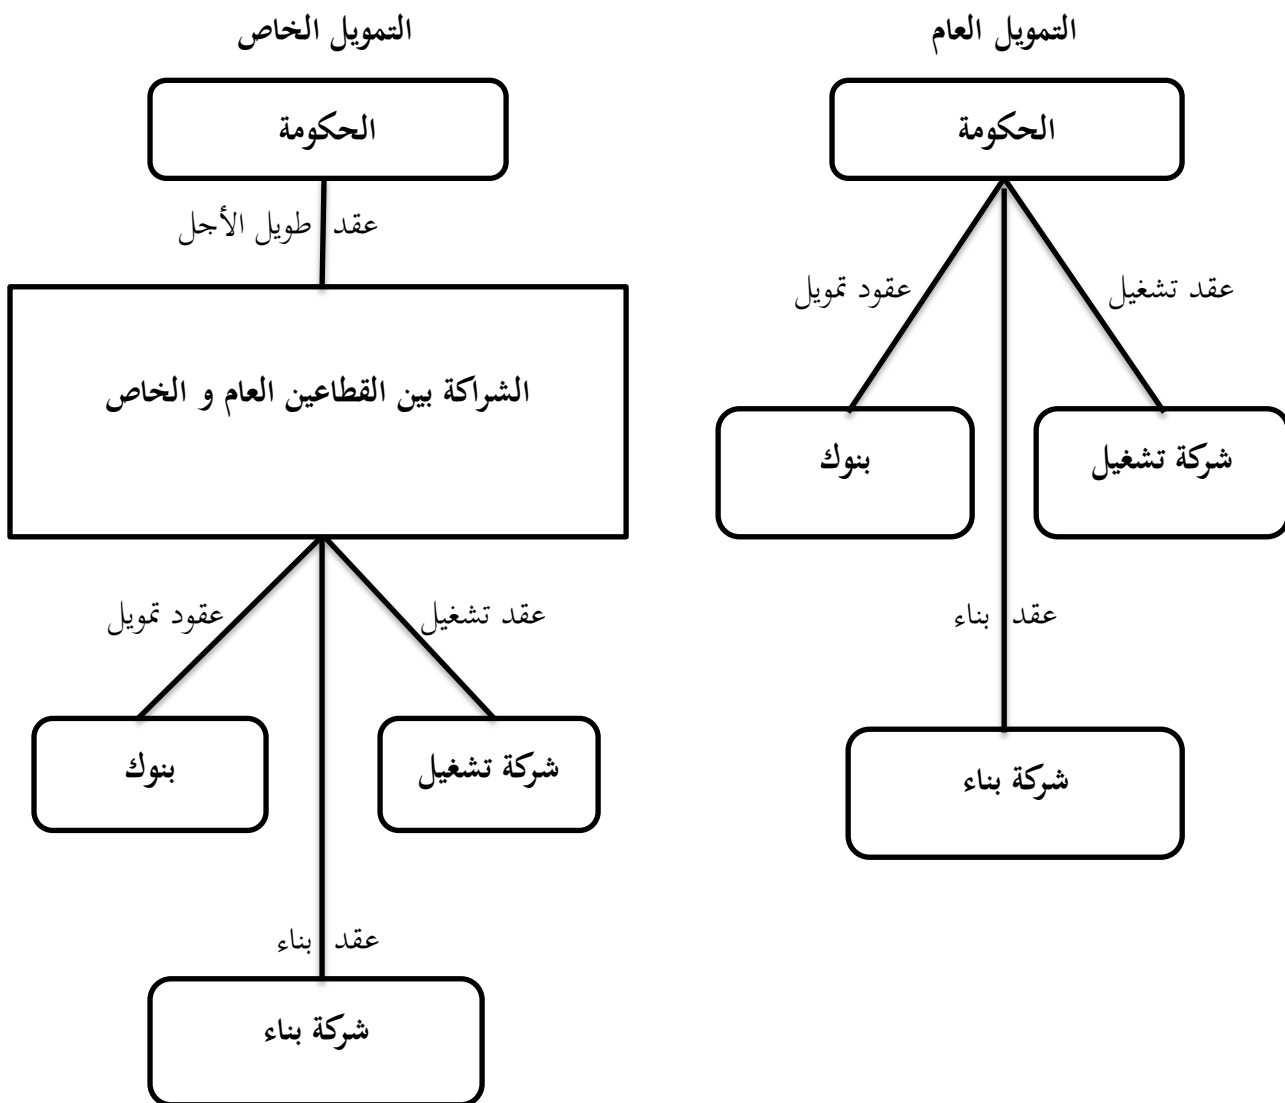 التمويل العام
الحكومة
عقد تشغيل
عقود تمويل
شركة تشغيل
بنوك
عقد بناء
شركة بناء
التمويل الخاص
الحكومة
عقد طويل الأجل
الشراكة بين القطاعين العام و الخاص
عقد تشغيل
عقود تمويل
شركة تشغيل
بنوك
عقد بناء
شركة بناء